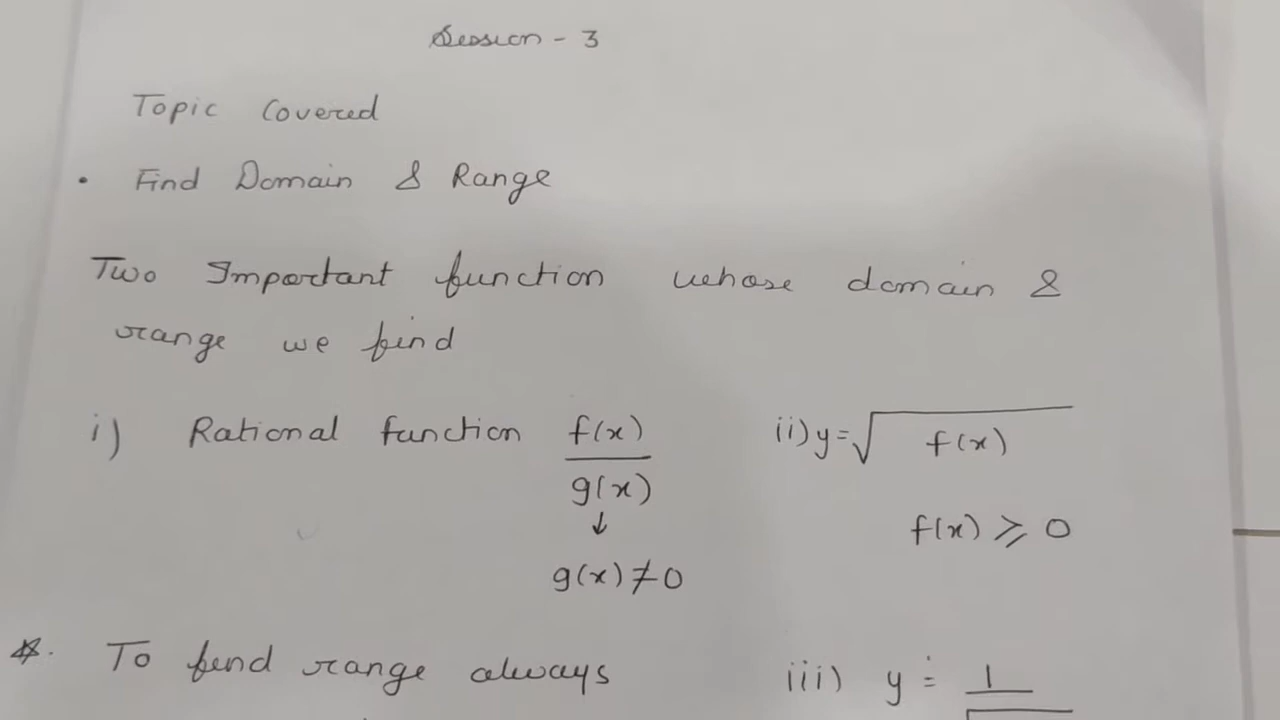 Session - 3
Topic Covered
• Find Domain & Range
Two Important function whose domain &
range we find
i) Rational function f(x)/g(x)    ii) y = √f(x)
↓
g(x) ≠ 0    f(x) ⩾ 0
*. To find range always    iii) y = 1